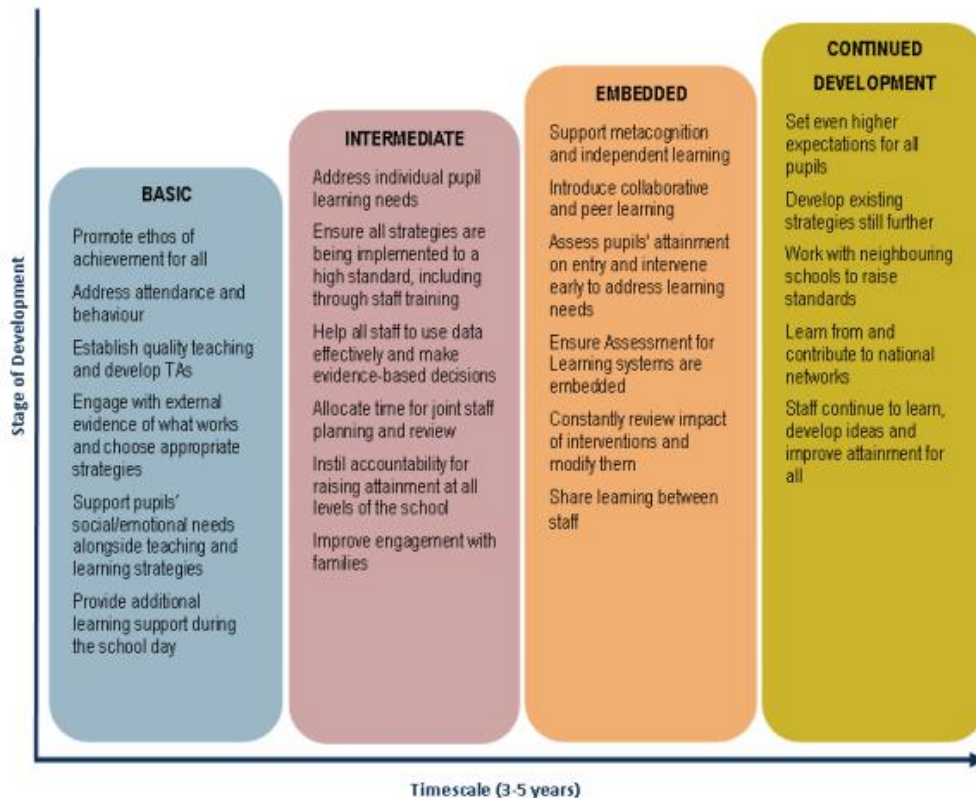 Stage of Development
BASIC
Promote ethos of
achievement for all
Address attendance and
behaviour
Establish quality teaching
and develop TAs
Engage with external
evidence of what works
and choose appropriate
strategies
Support pupils'
social/emotional needs
alongside teaching and
learning strategies
Provide additional
learning support during
the school day
INTERMEDIATE
Address individual pupil
learning needs
Ensure all strategies are
being implemented to a
high standard, including
through staff training
Help all staff to use data
effectively and make
evidence-based decisions
Allocate time for joint staff
planning and review
Instil accountability for
raising attainment at all
levels of the school
Improve engagement with
families
EMBEDDED
Support metacognition
and independent learning
Introduce collaborative
and peer learning
Assess pupils' attainment
on entry and intervene
early to address learning
needs
Ensure Assessment for
Learning systems are
embedded
Constantly review impact
of interventions and
modify them
Share learning between
staff
CONTINUED
DEVELOPMENT
Set even higher
expectations for all
pupils
Develop existing
strategies still further
Work with neighbouring
schools to raise
standards
Learn from and
contribute to national
networks
Staff continue to learn,
develop ideas and
improve attainment for
all
Timescale (3-5 years)